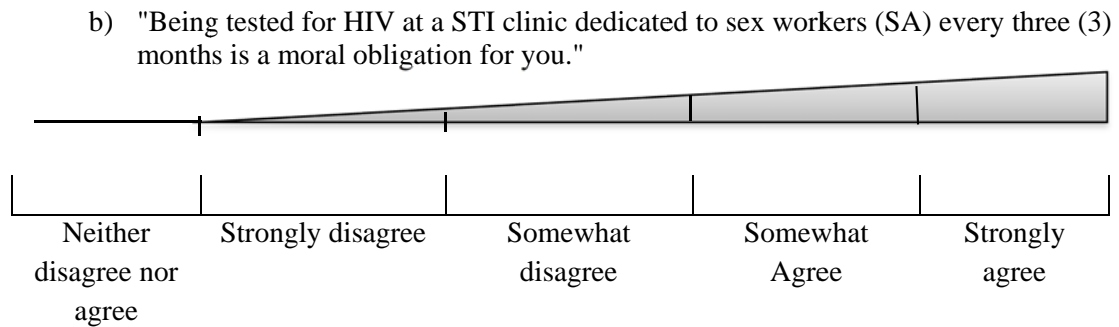 b) "Being tested for HIV at a STI clinic dedicated to sex workers (SA) every three (3)
months is a moral obligation for you."
Neither Strongly disagree Somewhat Somewhat Strongly
disagree nor disagree Agree agree
agree